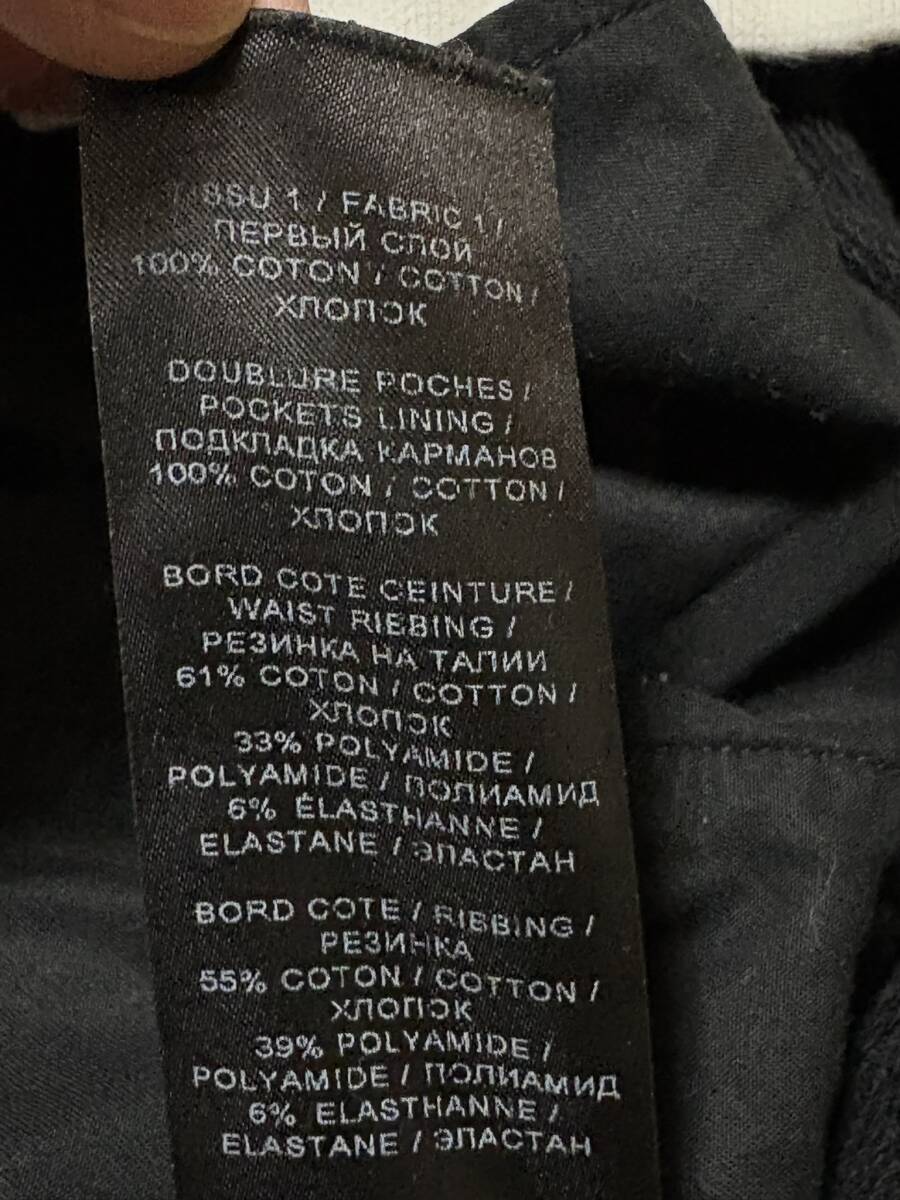 TISSU 1 / FABRIC 1 /
ПЕРВЫЙ СЛОЙ
100% COTON / COTTON /
ХЛОПОК
DOUBLURE POCHES /
POCKETS LINING /
ПОДКЛАДКА КАРМАНОВ
100% COTON / COTTON /
ХЛОПОК
BORD COTE CEINTURE /
WAIST RIBBING /
РЕЗИНКА НА ТАЛИИ
61% COTON / COTTON /
ХЛОПОК
33% POLYAMIDE /
POLYAMIDE / ПОЛИАМИД
6% ÉLASTHANNE /
ELASTANE / ЭЛАСТАН
BORD COTE / RIBBING /
РЕЗИНКА
55% COTON / COTTON /
ХЛОПОК
39% POLYAMIDE /
POLYAMIDE / ПОЛИАМИД
6% ELASTHANNE /
ELASTANE / ЭЛАСТАН